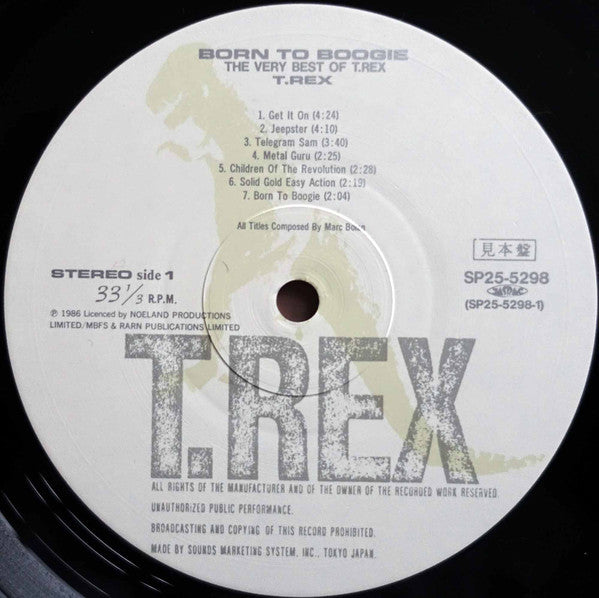 BORN TO BOOGIE
THE VERY BEST OF T.REX
T.REX
1. Get It On (4:24)
2. Jeepster (4:10)
3. Telegram Sam (3:40)
4. Metal Guru (2:25)
5. Children Of The Revolution (2:28)
6. Solid Gold Easy Action (2:19)
7. Born To Boogie (2:04)
All Titles Composed By Marc Bolan
見本盤
STEREO side 1
33 1/3 R.P.M.
SP25-5298
(SP25-5298-1)
℗ 1986 Licenced by NOELAND PRODUCTIONS
LIMITED/MBFS & RARN PUBLICATIONS LIMITED
T.REX
ALL RIGHTS OF THE MANUFACTURER AND OF THE OWNER OF THE RECORDED WORK RESERVED.
UNAUTHORIZED PUBLIC PERFORMANCE.
BROADCASTING AND COPYING OF THIS RECORD PROHIBITED.
MADE BY SOUNDS MARKETING SYSTEM, INC., TOKYO JAPAN.